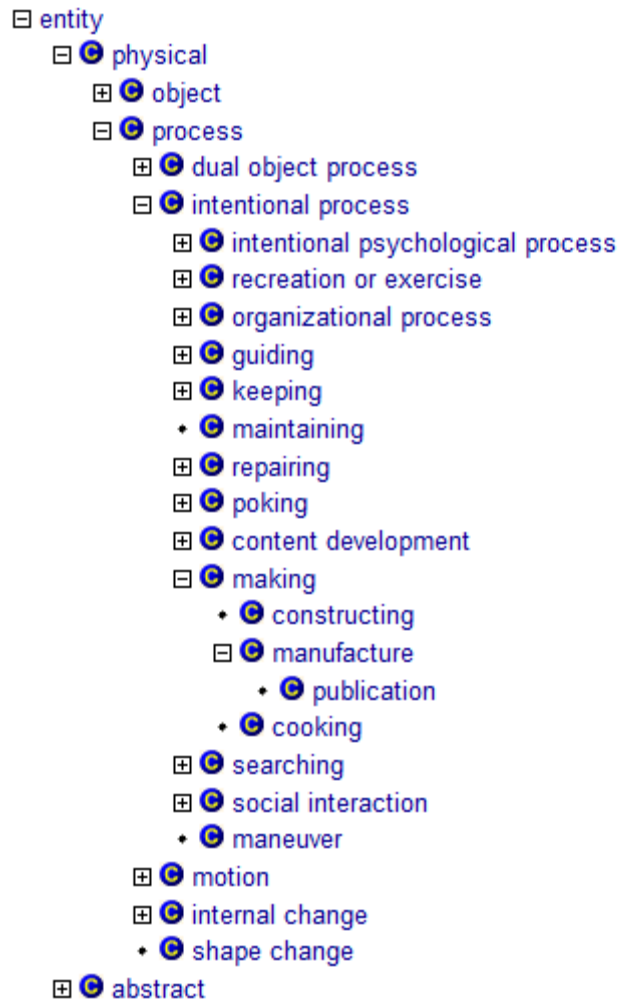 entity
C physical
C object
C process
C dual object process
C intentional process
C intentional psychological process
C recreation or exercise
C organizational process
C guiding
C keeping
C maintaining
C repairing
C poking
C content development
C making
C constructing
C manufacture
C publication
C cooking
C searching
C social interaction
C maneuver
C motion
C internal change
C shape change
C abstract